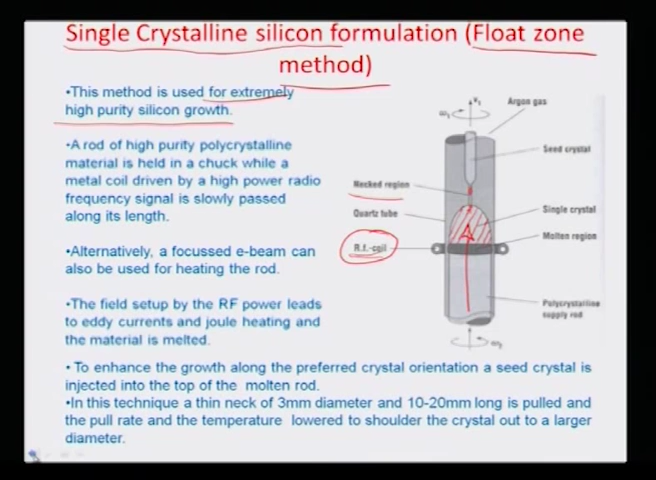 Single Crystalline silicon formulation (Float zone
method)
•This method is used for extremely
high purity silicon growth.
•A rod of high purity polycrystalline
material is held in a chuck while a
metal coil driven by a high power radio
frequency signal is slowly passed
along its length.
•Alternatively, a focussed e-beam can
also be used for heating the rod.
•The field setup by the RF power leads
to eddy currents and joule heating and
the material is melted.
• To enhance the growth along the preferred crystal orientation a seed crystal is
injected into the top of the molten rod.
•In this technique a thin neck of 3mm diameter and 10-20mm long is pulled and
the pull rate and the temperature lowered to shoulder the crystal out to a larger
diameter.
Argon gas
Seed crystal
Necked region
Quartz tube
Single crystal
Molten region
R.f.-coil
Polycrystalline
supply rod